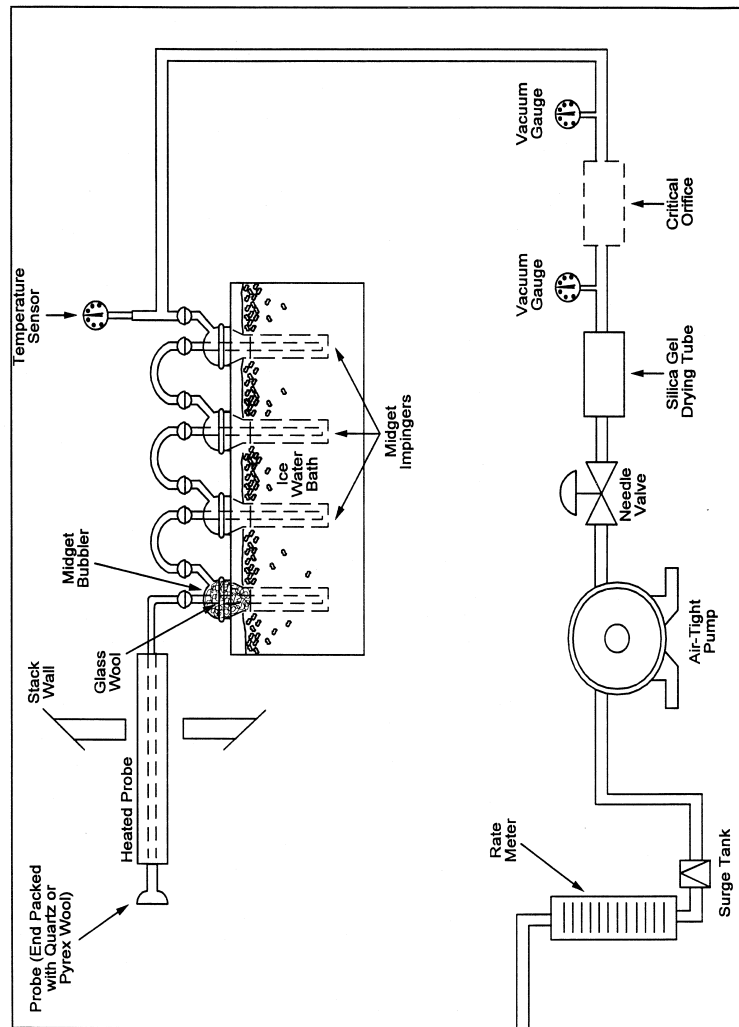 Probe (End Packed
with Quartz or
Pyrex Wool)
Heated Probe
Stack
Wall
Glass
Wool
Midget
Bubbler
Ice
Water
Bath
Midget
Impingers
Temperature
Sensor
Vacuum
Gauge
Critical
Orifice
Vacuum
Gauge
Silica Gel
Drying Tube
Needle
Valve
Air-Tight
Pump
Surge Tank
Rate
Meter